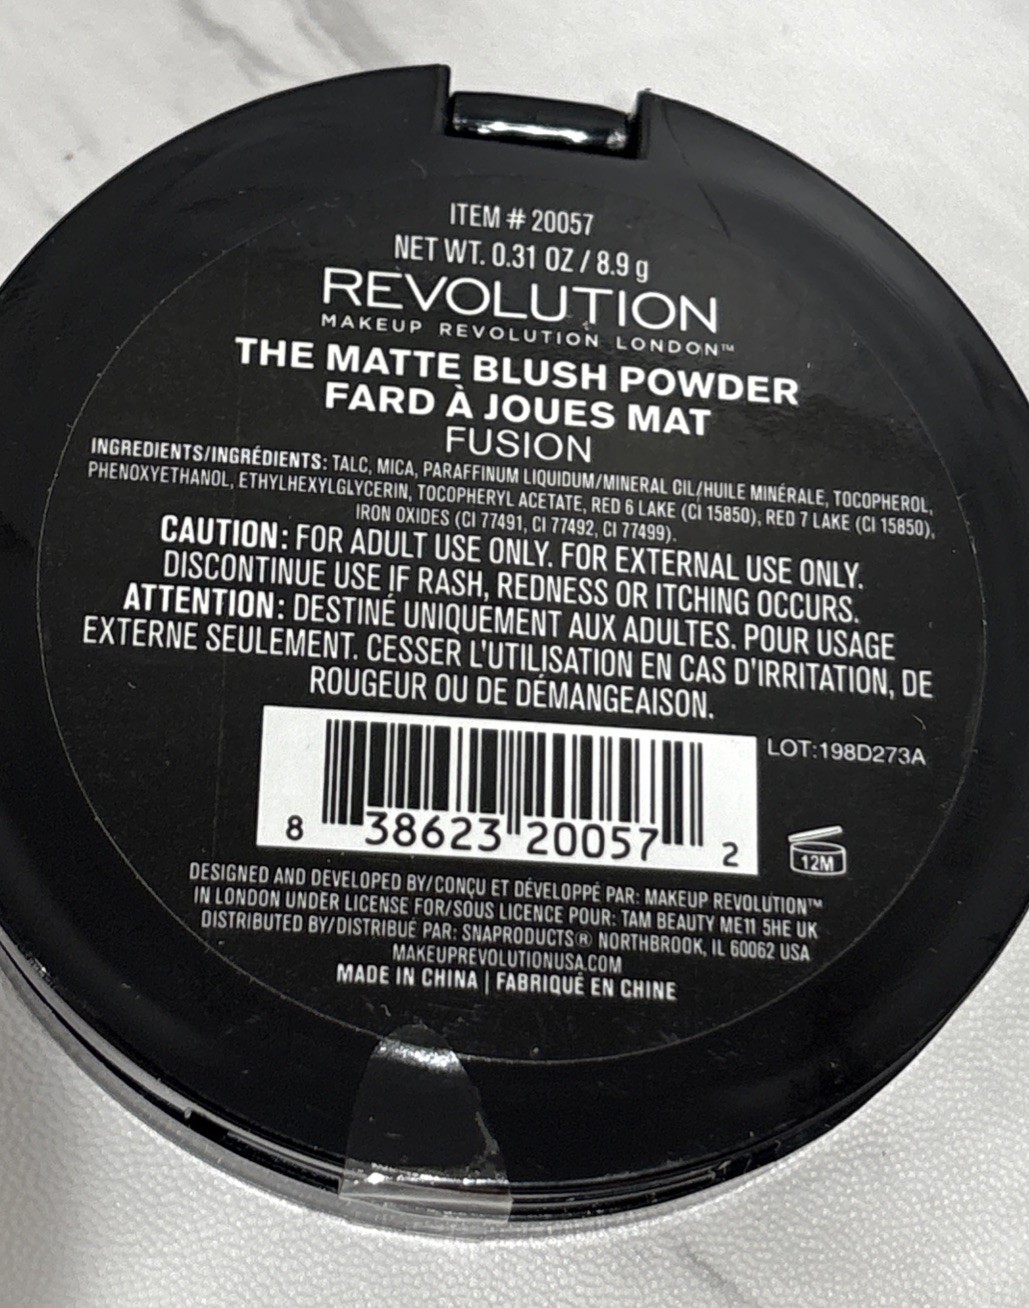 ITEM # 20057
NET WT. 0.31 OZ / 8.9 g
REVOLUTION
MAKEUP REVOLUTION LONDON™
THE MATTE BLUSH POWDER
FARD À JOUES MAT
FUSION
INGREDIENTS/INGRÉDIENTS: TALC, MICA, PARAFFINUM LIQUIDUM/MINERAL OIL/HUILE MINÉRALE, TOCOPHEROL,
PHENOXYETHANOL, ETHYLHEXYLGLYCERIN, TOCOPHERYL ACETATE, RED 6 LAKE (CI 15850), RED 7 LAKE (CI 15850),
IRON OXIDES (CI 77491, CI 77492, CI 77499).
CAUTION: FOR ADULT USE ONLY. FOR EXTERNAL USE ONLY.
DISCONTINUE USE IF RASH, REDNESS OR ITCHING OCCURS.
ATTENTION: DESTINÉ UNIQUEMENT AUX ADULTES. POUR USAGE
EXTERNE SEULEMENT. CESSER L'UTILISATION EN CAS D'IRRITATION, DE
ROUGEUR OU DE DÉMANGEAISON.
LOT:198D273A
8 38623 20057 2
12M
DESIGNED AND DEVELOPED BY/CONÇU ET DÉVELOPPÉ PAR: MAKEUP REVOLUTION™
IN LONDON UNDER LICENSE FOR/SOUS LICENCE POUR: TAM BEAUTY ME11 5HE UK
DISTRIBUTED BY/DISTRIBUÉ PAR: SNAPRODUCTS® NORTHBROOK, IL 60062 USA
MAKEUPREVOLUTIONUSA.COM
MADE IN CHINA | FABRIQUÉ EN CHINE